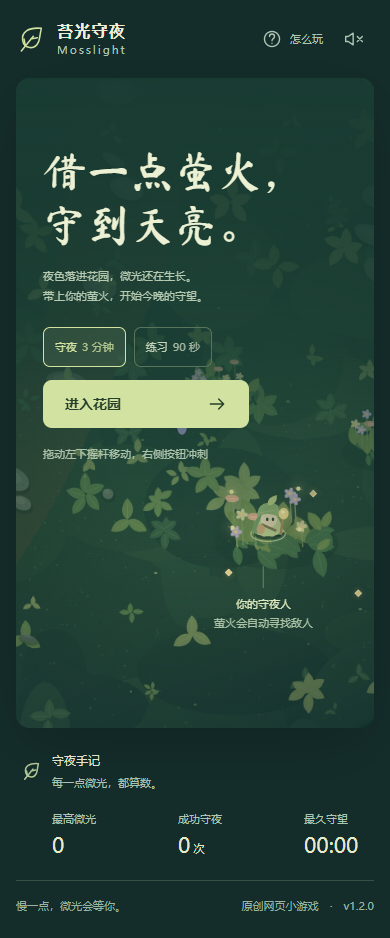 苔光守夜
Mosslight
怎么玩
借一点萤火，
守到天亮。
夜色落进花园，微光还在生长。
带上你的萤火，开始今晚的守望。
守夜 3 分钟
练习 90 秒
进入花园
拖动左下摇杆移动，右侧按钮冲刺
你的守夜人
萤火会自动寻找敌人
守夜手记
每一点微光，都算数。
最高微光
成功守夜
最久守望
0
0 次
00:00
慢一点，微光会等你。
原创网页小游戏 · v1.2.0